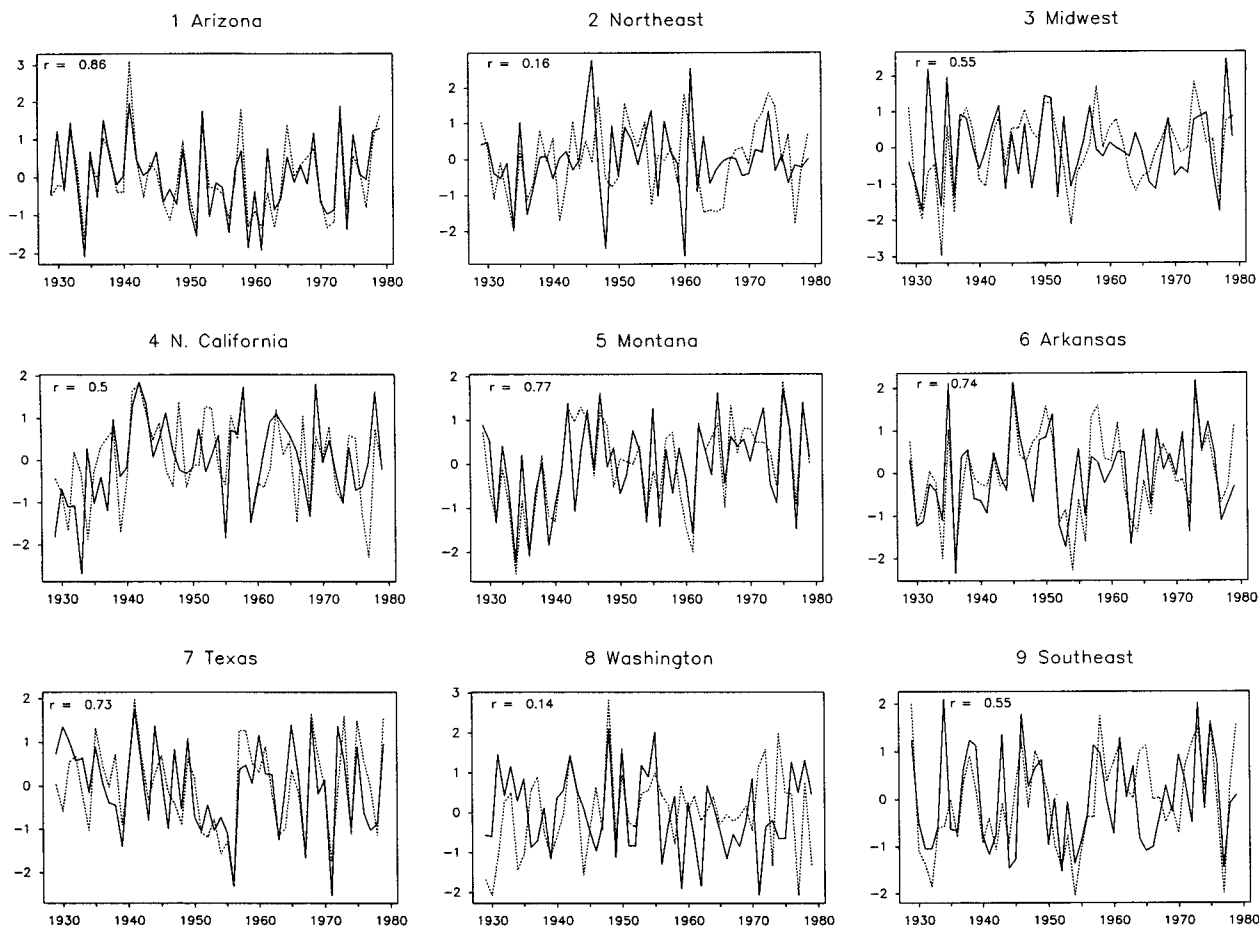 1 Arizona
r = 0.86
3
2
1
0
−1
−2
1930 1940 1950 1960 1970 1980
2 Northeast
r = 0.16
2
1
0
−1
−2
1930 1940 1950 1960 1970 1980
3 Midwest
r = 0.55
2
1
0
−1
−2
−3
1930 1940 1950 1960 1970 1980
4 N. California
r = 0.5
2
1
0
−1
−2
1930 1940 1950 1960 1970 1980
5 Montana
r = 0.77
2
1
0
−1
−2
1930 1940 1950 1960 1970 1980
6 Arkansas
r = 0.74
2
1
0
−1
−2
1930 1940 1950 1960 1970 1980
7 Texas
r = 0.73
2
1
0
−1
−2
1930 1940 1950 1960 1970 1980
8 Washington
r = 0.14
3
2
1
0
−1
−2
1930 1940 1950 1960 1970 1980
9 Southeast
r = 0.55
2
1
0
−1
−2
1930 1940 1950 1960 1970 1980